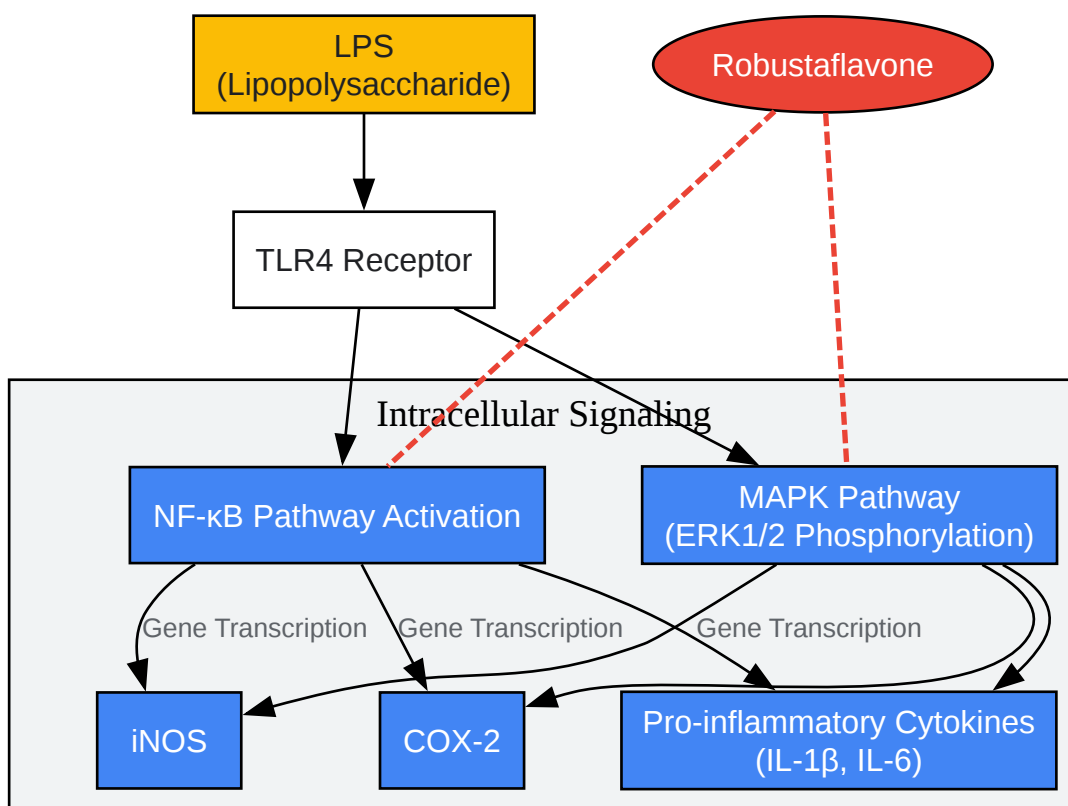 LPS
(Lipopolysaccharide)
Robustaflavone
TLR4 Receptor
Intracellular Signaling
NF-κB Pathway Activation
MAPK Pathway
(ERK1/2 Phosphorylation)
Gene Transcription
Gene Transcription
Gene Transcription
iNOS
COX-2
Pro-inflammatory Cytokines
(IL-1β, IL-6)